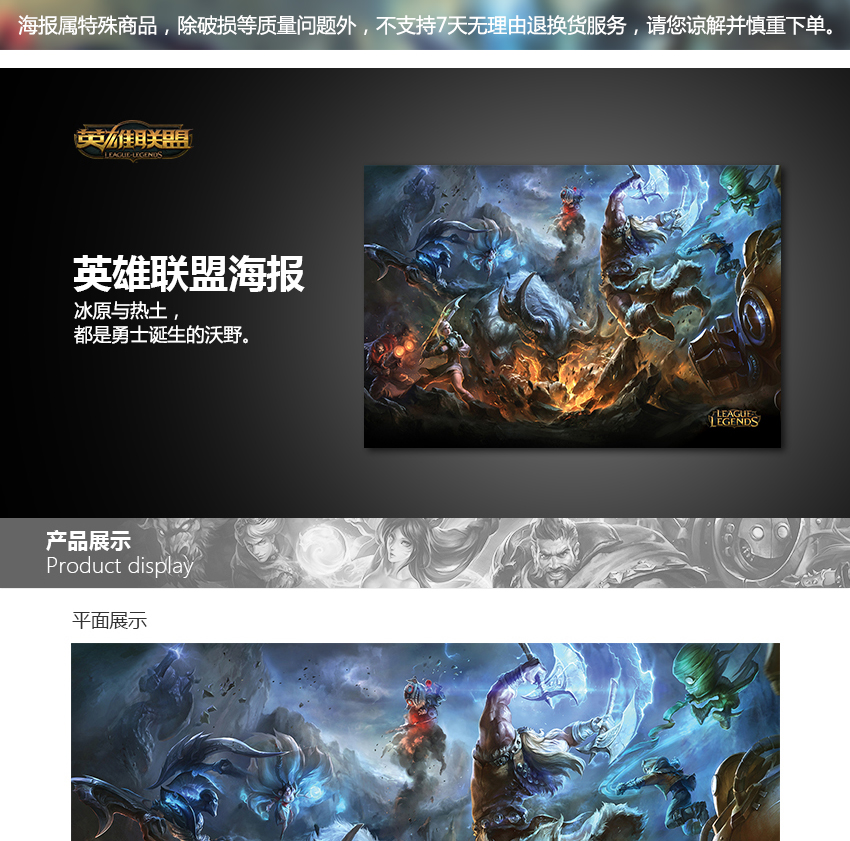 海报属特殊商品，除破损等质量问题外，不支持7天无理由退换货服务，请您谅解并慎重下单。
英雄联盟
LEAGUE OF LEGENDS
英雄联盟海报
冰原与热土，
都是勇士诞生的沃野。
LEAGUE OF
LEGENDS
产品展示
Product display
平面展示